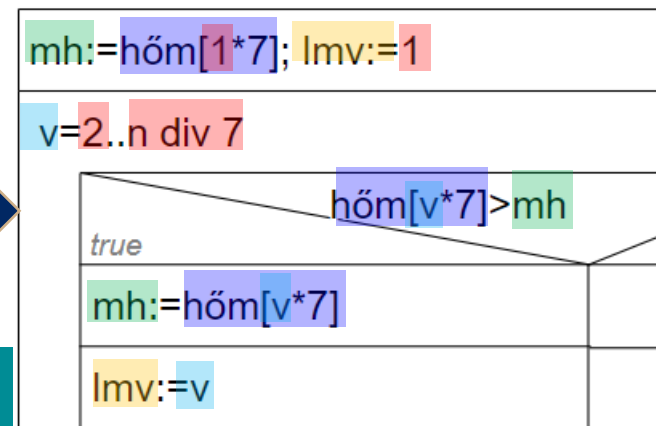 mh:=hőm[1*7]; lmv:=1
v=2..n div 7
hőm[v*7]>mh
true
mh:=hőm[v*7]
lmv:=v